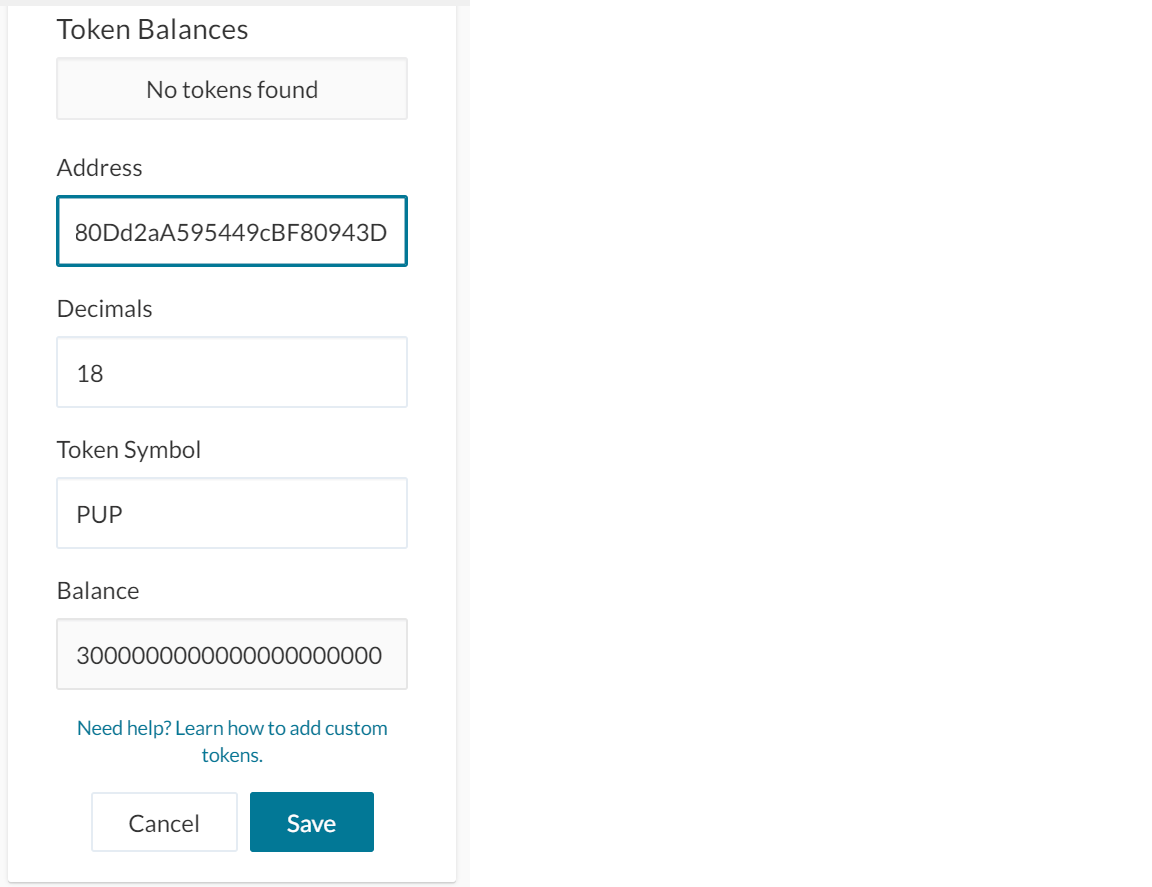 Token Balances
No tokens found
Address
80Dd2aA595449cBF80943D
Decimals
18
Token Symbol
PUP
Balance
3000000000000000000000
Need help? Learn how to add custom
tokens.
Cancel
Save